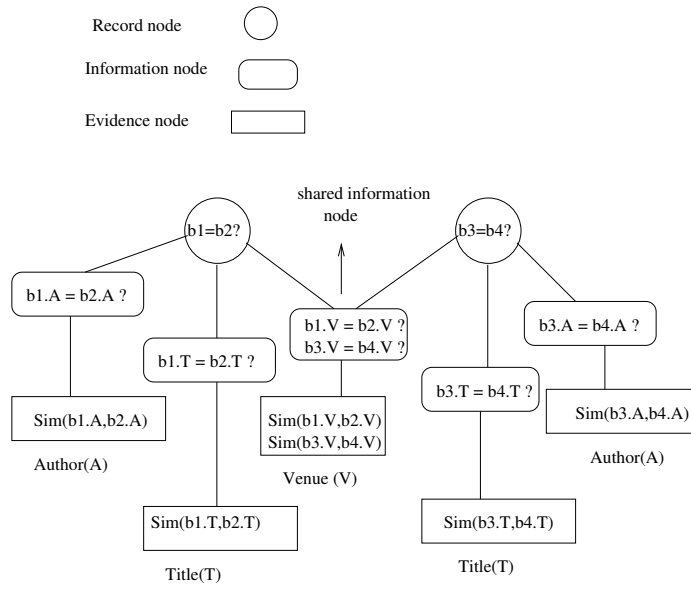 Record node
Information node
Evidence node
shared information
node
b1=b2?
b3=b4?
b1.A = b2.A ?
b1.V = b2.V ?
b3.V = b4.V ?
b3.A = b4.A ?
b1.T = b2.T ?
b3.T = b4.T ?
Sim(b1.A,b2.A)
Sim(b1.V,b2.V)
Sim(b3.V,b4.V)
Sim(b3.A,b4.A)
Author(A)
Venue (V)
Author(A)
Sim(b1.T,b2.T)
Sim(b3.T,b4.T)
Title(T)
Title(T)